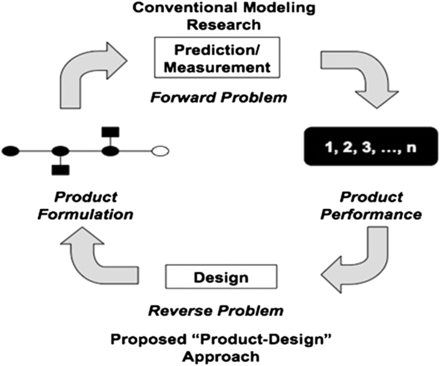 Conventional Modeling
Research
Prediction/
Measurement
Forward Problem
1, 2, 3, ..., n
Product
Formulation
Product
Performance
Design
Reverse Problem
Proposed “Product-Design”
Approach